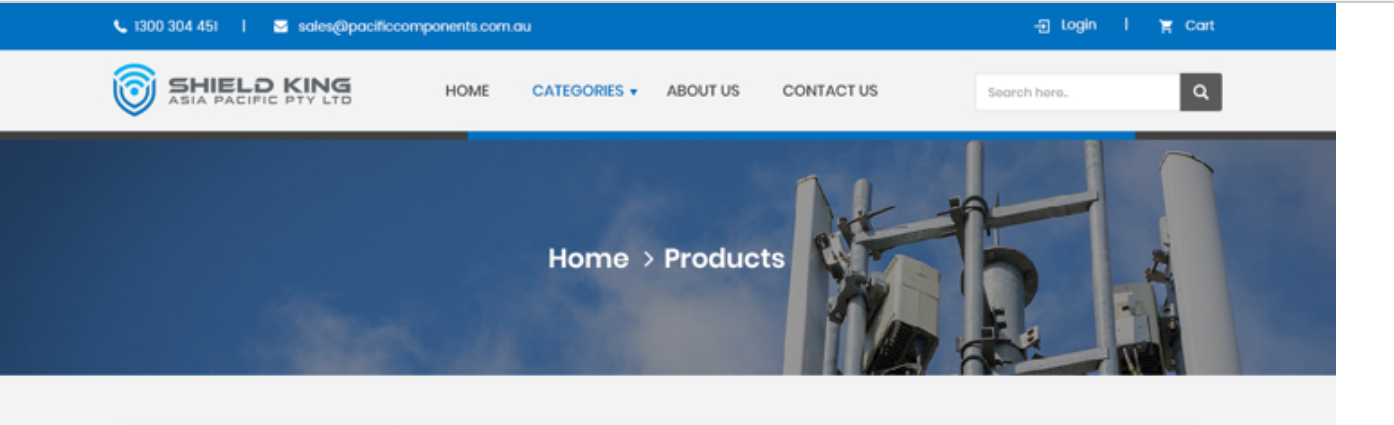 1300 304 451 | sales@pacificcomponents.com.au Login | Cart
SHIELD KING
ASIA PACIFIC PTY LTD
HOME CATEGORIES ▾ ABOUT US CONTACT US Search here..
Home > Products